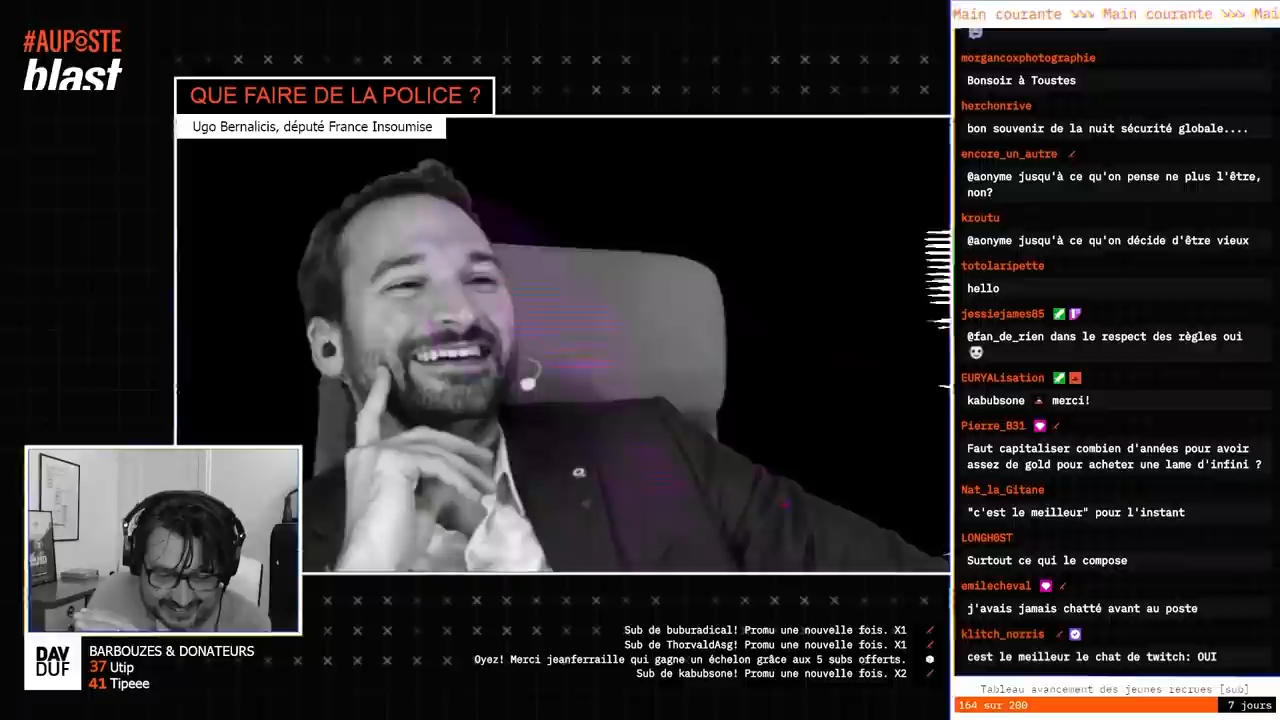 #AUPOSTE
blast
QUE FAIRE DE LA POLICE ?
Ugo Bernalicis, député France Insoumise
DAV
DUF
BARBOUZES & DONATEURS
37 Utip
41 Tipeee
Sub de buburadical! Promu une nouvelle fois. X1
Sub de ThorvaldAsg! Promu une nouvelle fois. X1
Oyez! Merci jeanferraille qui gagne un échelon grâce aux 5 subs offerts.
Sub de kabubsone! Promu une nouvelle fois. X2
Main courante >>> Main courante >>> Mai
morgancoxphotographie
Bonsoir à Toustes
herchonrive
bon souvenir de la nuit sécurité globale....
encore_un_autre
@aonyme jusqu'à ce qu'on pense ne plus l'être,
non?
kroutu
@aonyme jusqu'à ce qu'on décide d'être vieux
totolaripette
hello
jessiejames85
@fan_de_rien dans le respect des règles oui
EURYALisation
kabubsone merci!
Pierre_B31
Faut capitaliser combien d'années pour avoir
assez de gold pour acheter une lame d'infini ?
Nat_la_Gitane
"c'est le meilleur" pour l'instant
LONGH0ST
Surtout ce qui le compose
emilecheval
j'avais jamais chatté avant au poste
klitch_norris
cest le meilleur le chat de twitch: OUI
Tableau avancement des jeunes recrues [sub]
164 sur 200
7 jours